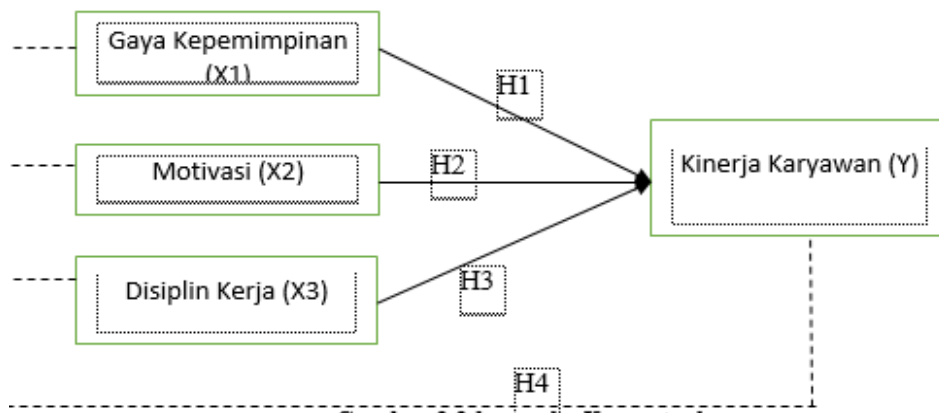 Gaya Kepemimpinan
(X1)
H1
Motivasi (X2)
H2
Kinerja Karyawan (Y)
Disiplin Kerja (X3)
H3
H4